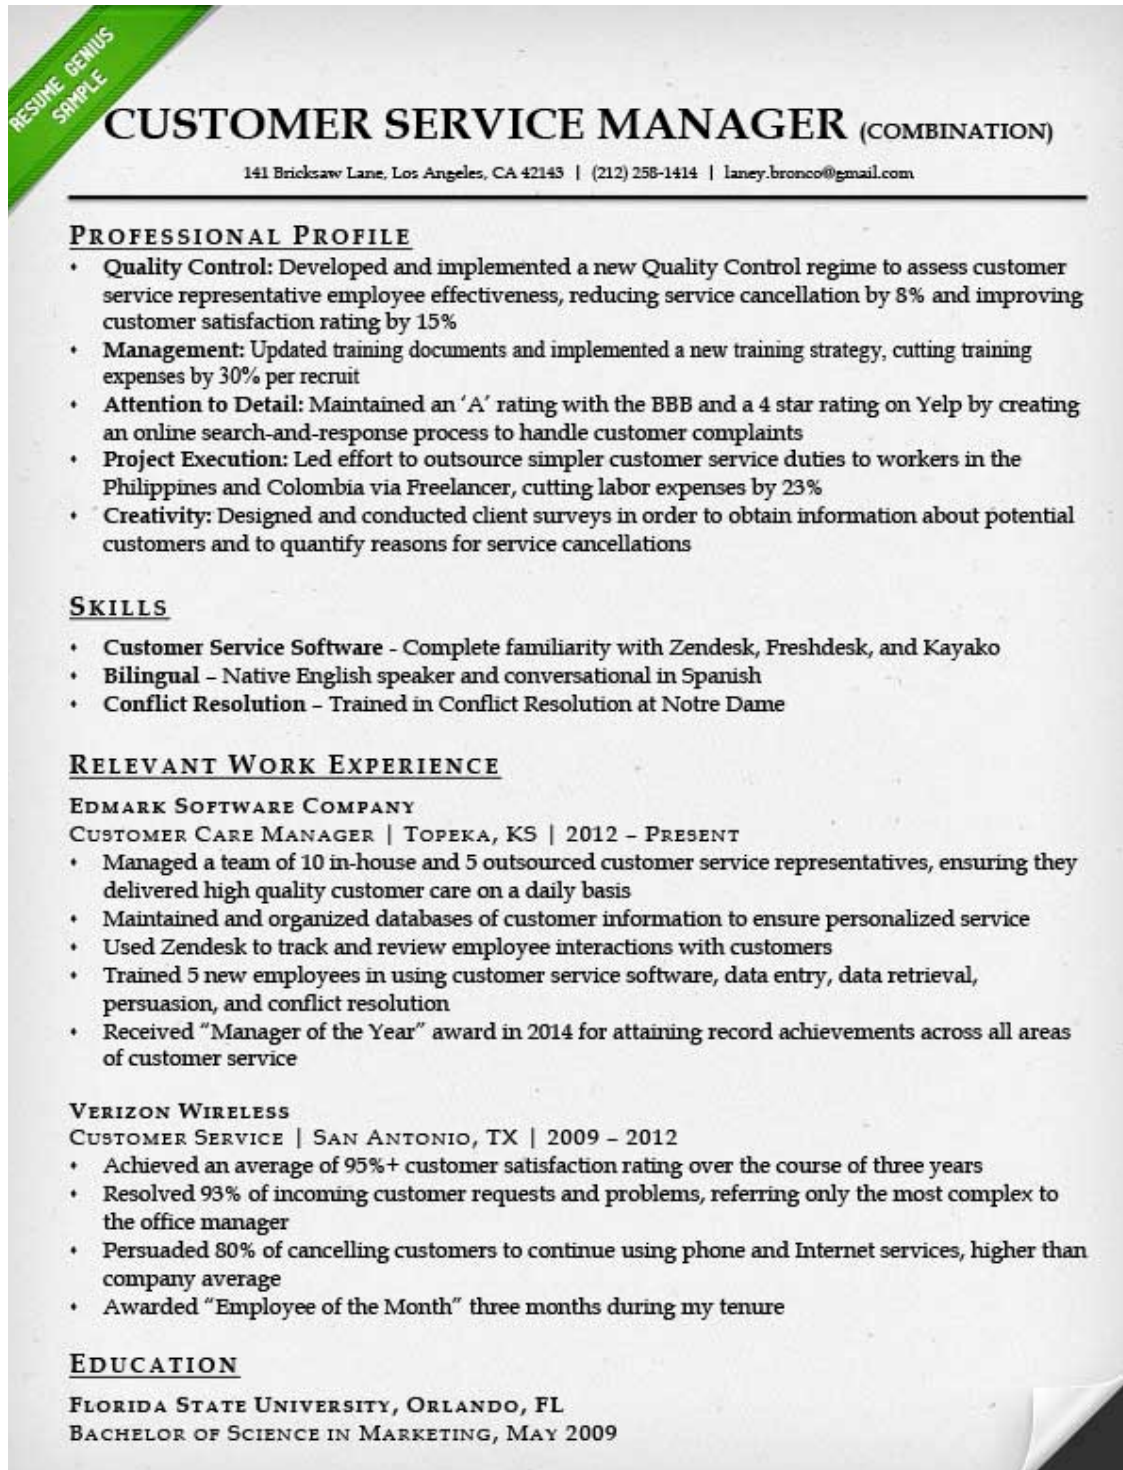 RESUME GENIUS
SAMPLE
CUSTOMER SERVICE MANAGER (COMBINATION)
141 Bricksaw Lane, Los Angeles, CA 42143 | (212) 258-1414 | laney.bronco@gmail.com
PROFESSIONAL PROFILE
• Quality Control: Developed and implemented a new Quality Control regime to assess customer
service representative employee effectiveness, reducing service cancellation by 8% and improving
customer satisfaction rating by 15%
• Management: Updated training documents and implemented a new training strategy, cutting training
expenses by 30% per recruit
• Attention to Detail: Maintained an ‘A’ rating with the BBB and a 4 star rating on Yelp by creating
an online search-and-response process to handle customer complaints
• Project Execution: Led effort to outsource simpler customer service duties to workers in the
Philippines and Colombia via Freelancer, cutting labor expenses by 23%
• Creativity: Designed and conducted client surveys in order to obtain information about potential
customers and to quantify reasons for service cancellations
SKILLS
• Customer Service Software - Complete familiarity with Zendesk, Freshdesk, and Kayako
• Bilingual – Native English speaker and conversational in Spanish
• Conflict Resolution – Trained in Conflict Resolution at Notre Dame
RELEVANT WORK EXPERIENCE
EDMARK SOFTWARE COMPANY
CUSTOMER CARE MANAGER | TOPEKA, KS | 2012 – PRESENT
• Managed a team of 10 in-house and 5 outsourced customer service representatives, ensuring they
delivered high quality customer care on a daily basis
• Maintained and organized databases of customer information to ensure personalized service
• Used Zendesk to track and review employee interactions with customers
• Trained 5 new employees in using customer service software, data entry, data retrieval,
persuasion, and conflict resolution
• Received “Manager of the Year” award in 2014 for attaining record achievements across all areas
of customer service
VERIZON WIRELESS
CUSTOMER SERVICE | SAN ANTONIO, TX | 2009 – 2012
• Achieved an average of 95%+ customer satisfaction rating over the course of three years
• Resolved 93% of incoming customer requests and problems, referring only the most complex to
the office manager
• Persuaded 80% of cancelling customers to continue using phone and Internet services, higher than
company average
• Awarded “Employee of the Month” three months during my tenure
EDUCATION
FLORIDA STATE UNIVERSITY, ORLANDO, FL
BACHELOR OF SCIENCE IN MARKETING, MAY 2009